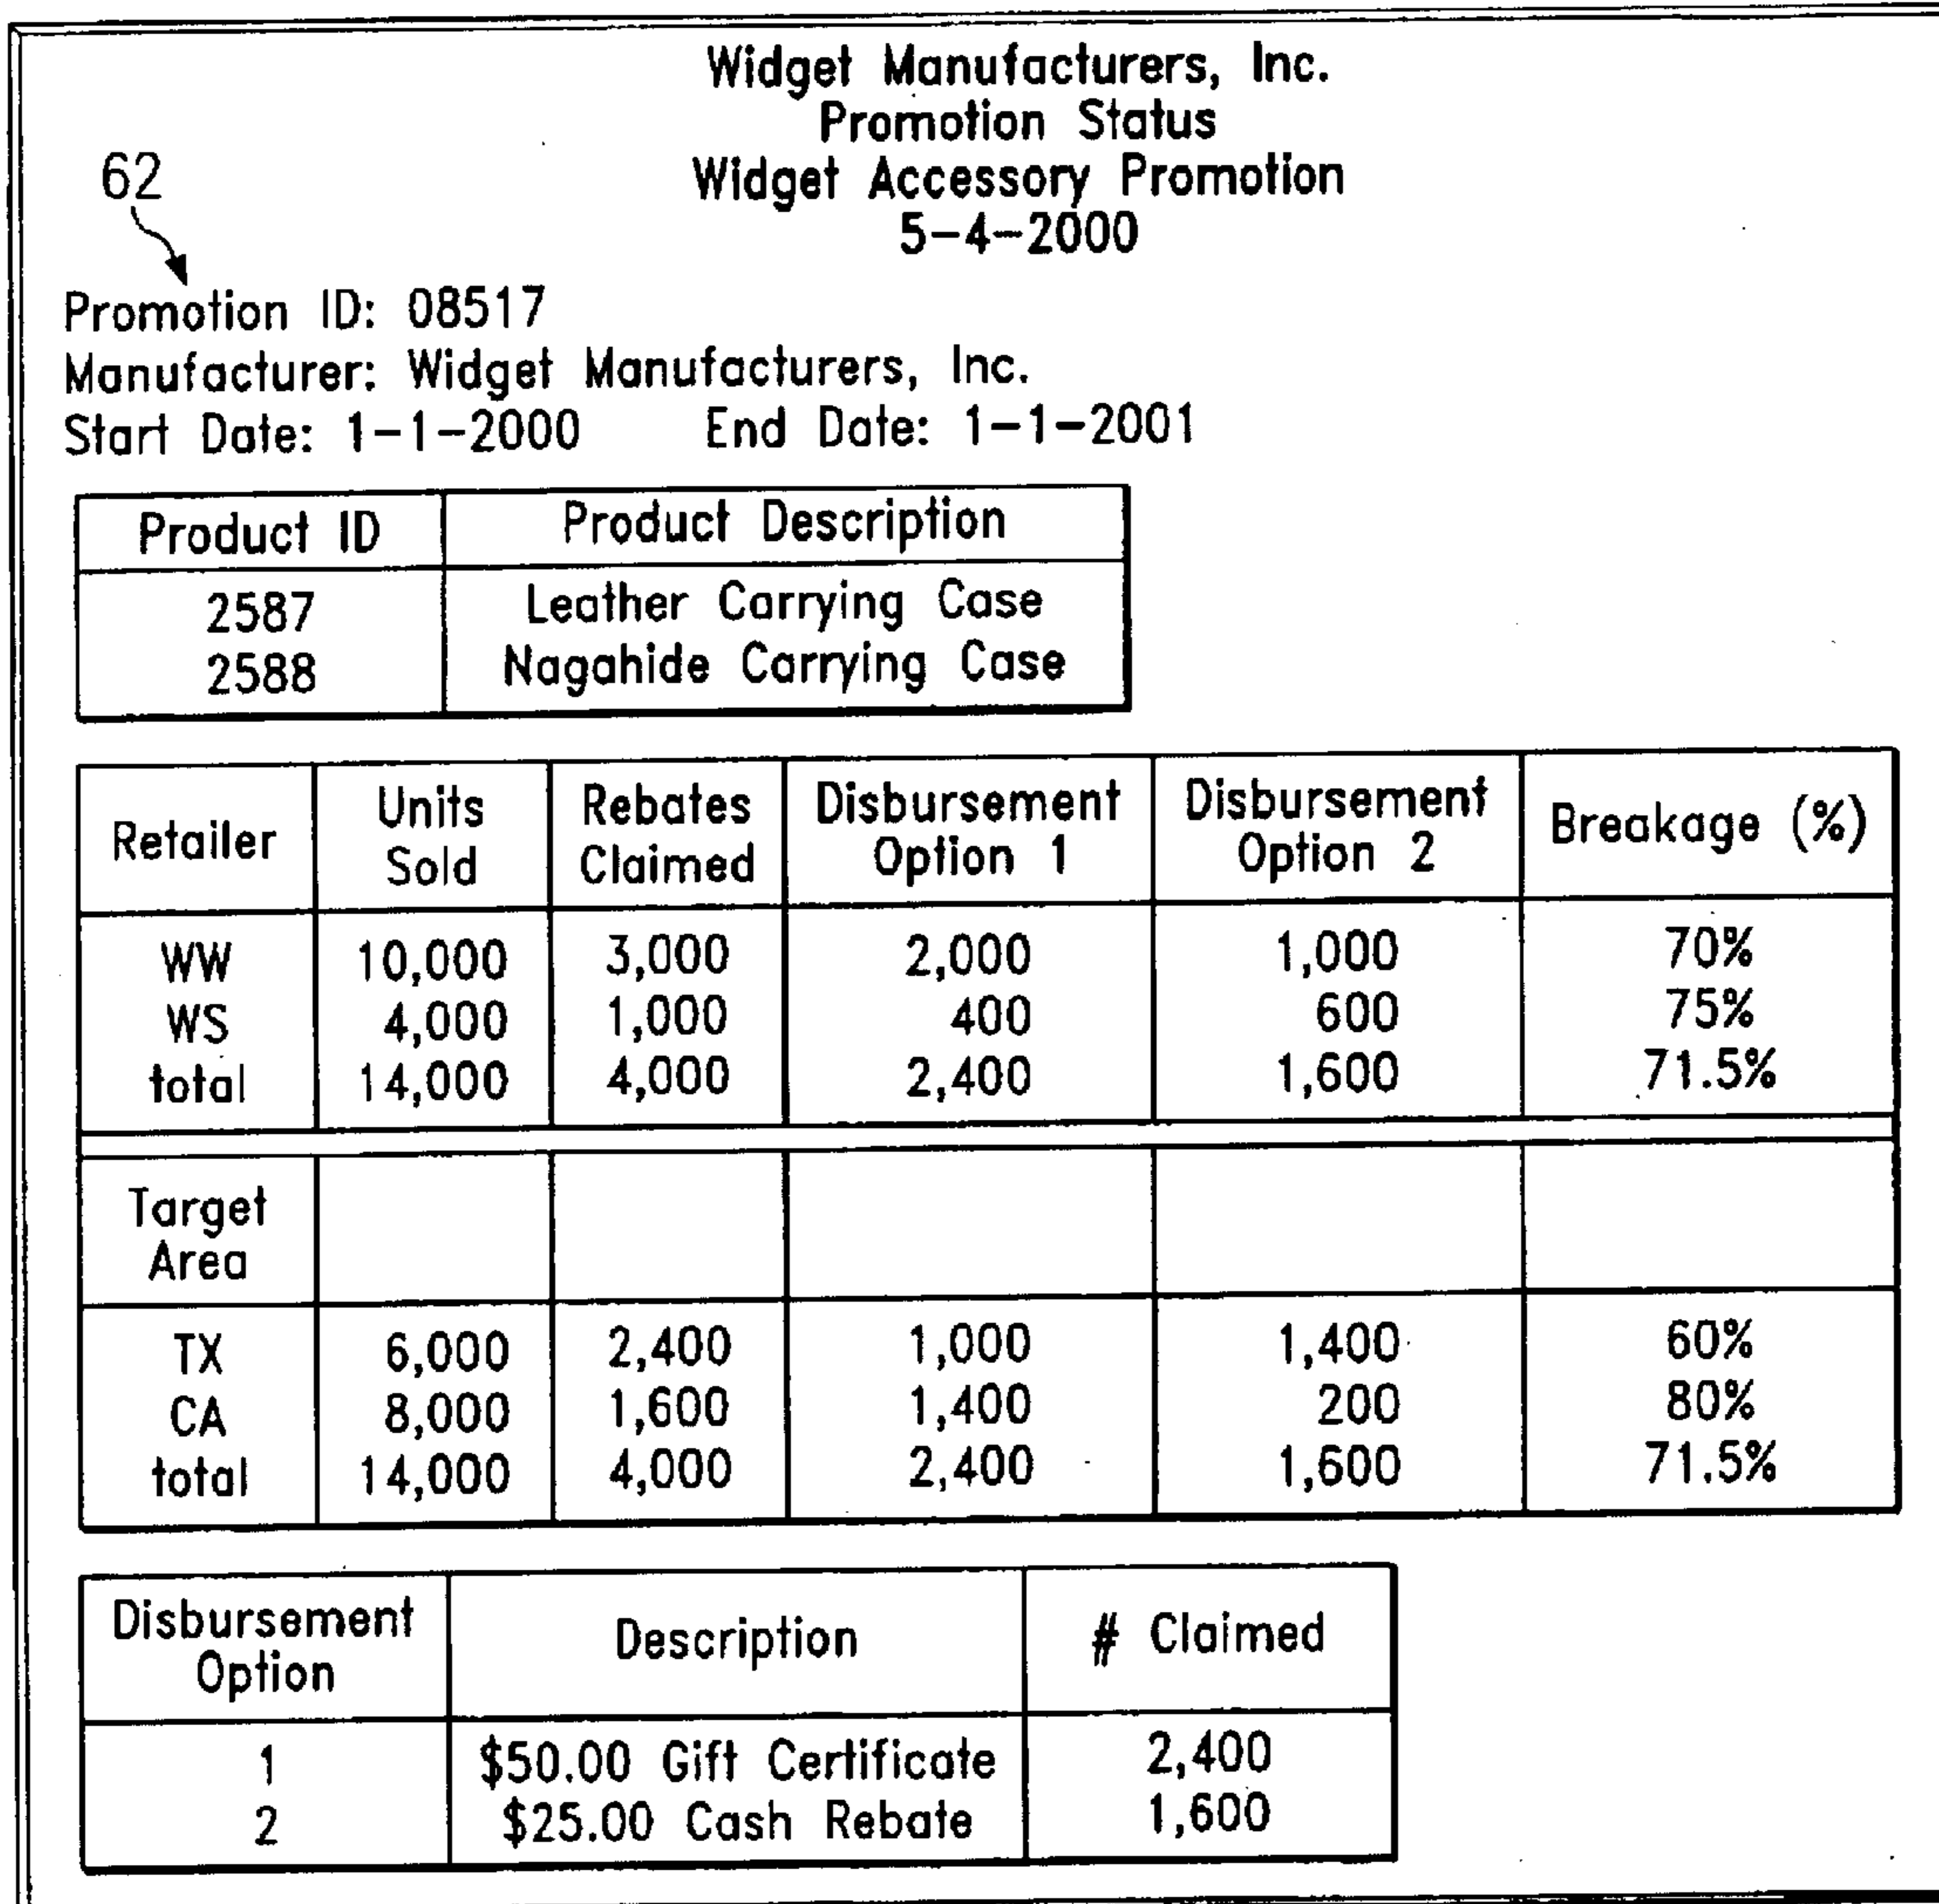 Widget Manufacturers, Inc.
Promotion Status
Widget Accessory Promotion
5-4-2000
62
Promotion ID: 08517
Manufacturer: Widget Manufacturers, Inc.
Start Date: 1-1-2000 End Date: 1-1-2001
Product ID Product Description
2587 Leather Carrying Case
2588 Nagahide Carrying Case
Retailer Units Sold Rebates Claimed Disbursement Option 1 Disbursement Option 2 Breakage (%)
WW 10,000 3,000 2,000 1,000 70%
WS 4,000 1,000 400 600 75%
total 14,000 4,000 2,400 1,600 71.5%
Target
Area
TX 6,000 2,400 1,000 1,400 60%
CA 8,000 1,600 1,400 200 80%
total 14,000 4,000 2,400 1,600 71.5%
Disbursement Option Description # Claimed
1 $50.00 Gift Certificate 2,400
2 $25.00 Cash Rebate 1,600